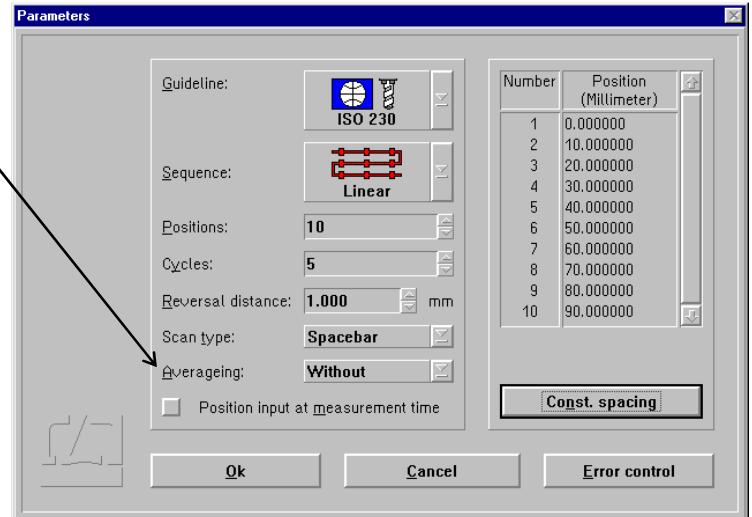 Parameters
Guideline:
ISO 230
Sequence:
Linear
Positions: 10
Cycles: 5
Reversal distance: 1.000 mm
Scan type: Spacebar
Averageing: Without
Position input at measurement time
Number Position
(Millimeter)
1 0.000000
2 10.000000
3 20.000000
4 30.000000
5 40.000000
6 50.000000
7 60.000000
8 70.000000
9 80.000000
10 90.000000
Const. spacing
Ok Cancel Error control